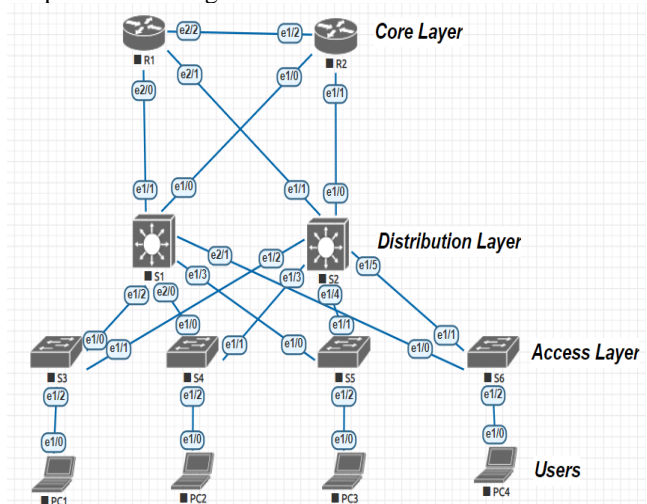 Core Layer
e2/2 e1/2
R1 R2
e2/1 e1/0
e2/0 e1/1
e1/1 e1/0 e1/1 e1/0
Distribution Layer
S1 S2
e2/1 e1/2
e1/3 e1/3 e1/5
e1/2 e2/0 e1/4
e1/0 e1/0 e1/1 e1/1
e1/1 e1/1 e1/0 e1/0
Access Layer
S3 S4 S5 S6
e1/2 e1/2 e1/2 e1/2
e1/0 e1/0 e1/0 e1/0
Users
PC1 PC2 PC3 PC4